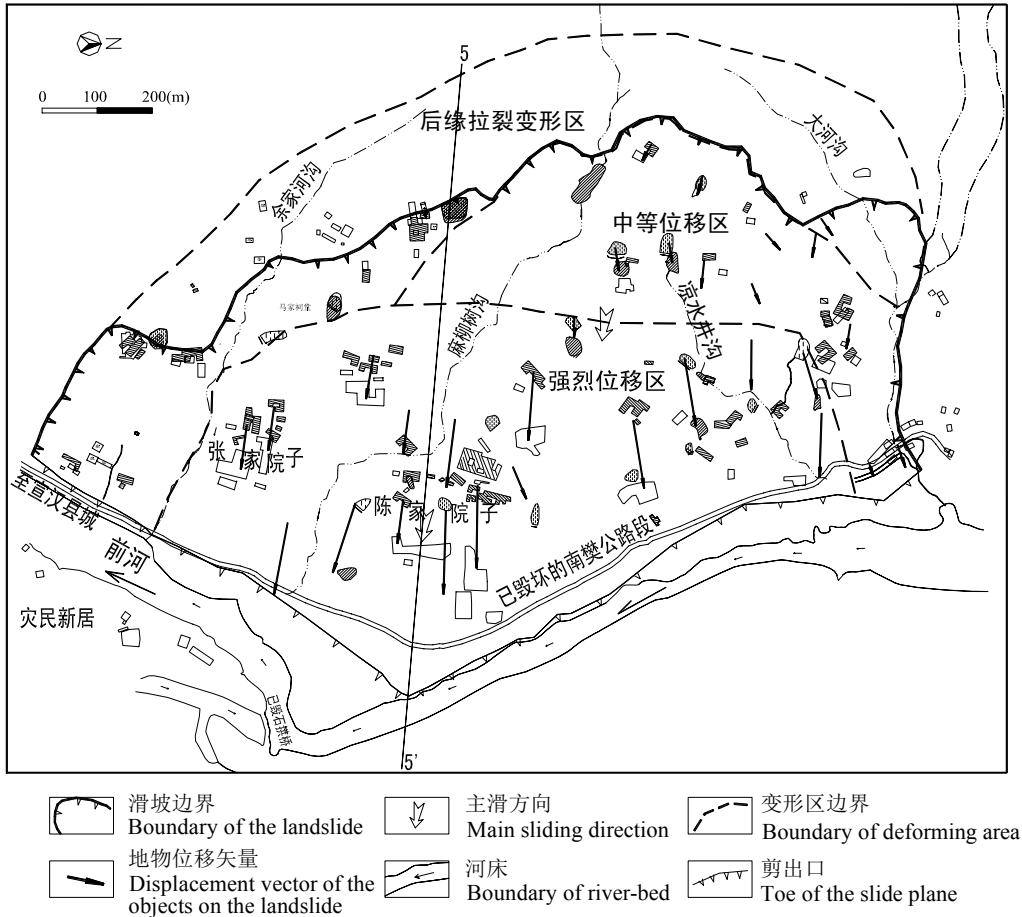 N
0 100 200(m)
5
后缘拉裂变形区
大河沟
余家河沟
中等位移区
马家祠堂
麻柳树沟
凉水井沟
强烈位移区
张家院子
陈家院子
至宣汉县城
前河
已毁坏的南樊公路段
灾民新居
已毁石拱桥
5'
滑坡边界
Boundary of the landslide
主滑方向
Main sliding direction
变形区边界
Boundary of deforming area
地物位移矢量
Displacement vector of the
objects on the landslide
河床
Boundary of river-bed
剪出口
Toe of the slide plane